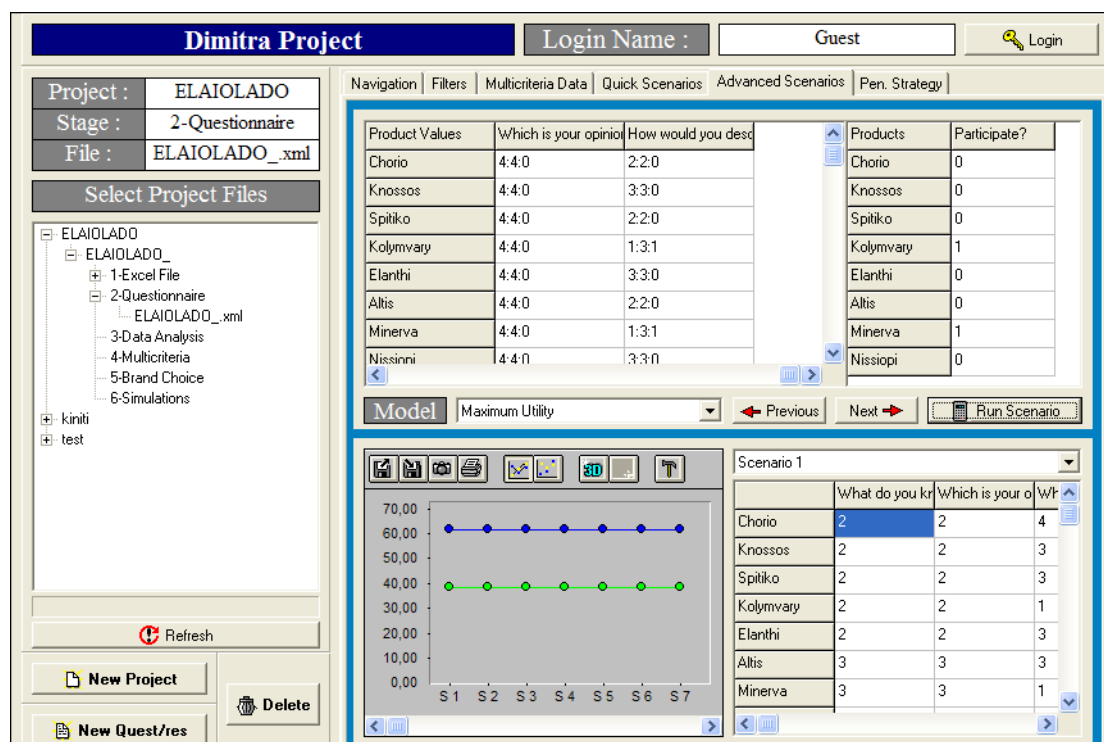 Dimitra Project
Login Name :
Guest
Login
Project :
ELAIOLADO
Stage :
2-Questionnaire
File :
ELAIOLADO_.xml
Select Project Files
ELAIOLADO
ELAIOLADO_
1-Excel File
2-Questionnaire
ELAIOLADO_.xml
3-Data Analysis
4-Multicriteria
5-Brand Choice
6-Simulations
kiniti
test
Refresh
New Project
Delete
New Quest/res
Navigation Filters Multicriteria Data Quick Scenarios Advanced Scenarios Pen. Strategy
Product Values Which is your opinior How would you desc
Chorio 4:4:0 2:2:0
Knossos 4:4:0 3:3:0
Spitiko 4:4:0 2:2:0
Kolymvary 4:4:0 1:3:1
Elanthi 4:4:0 3:3:0
Altis 4:4:0 2:2:0
Minerva 4:4:0 1:3:1
Nissiopi 4:4:0 3:3:0
Products Participate?
Chorio 0
Knossos 0
Spitiko 0
Kolymvary 1
Elanthi 0
Altis 0
Minerva 1
Nissiopi 0
Model Maximum Utility Previous Next Run Scenario
3D
70,00
60,00
50,00
40,00
30,00
20,00
10,00
0,00
S 1 S 2 S 3 S 4 S 5 S 6 S 7
Scenario 1
What do you kr Which is your o Wh
Chorio 2 2 4
Knossos 2 2 3
Spitiko 2 2 3
Kolymvary 2 2 1
Elanthi 2 2 3
Altis 3 3 3
Minerva 3 3 1